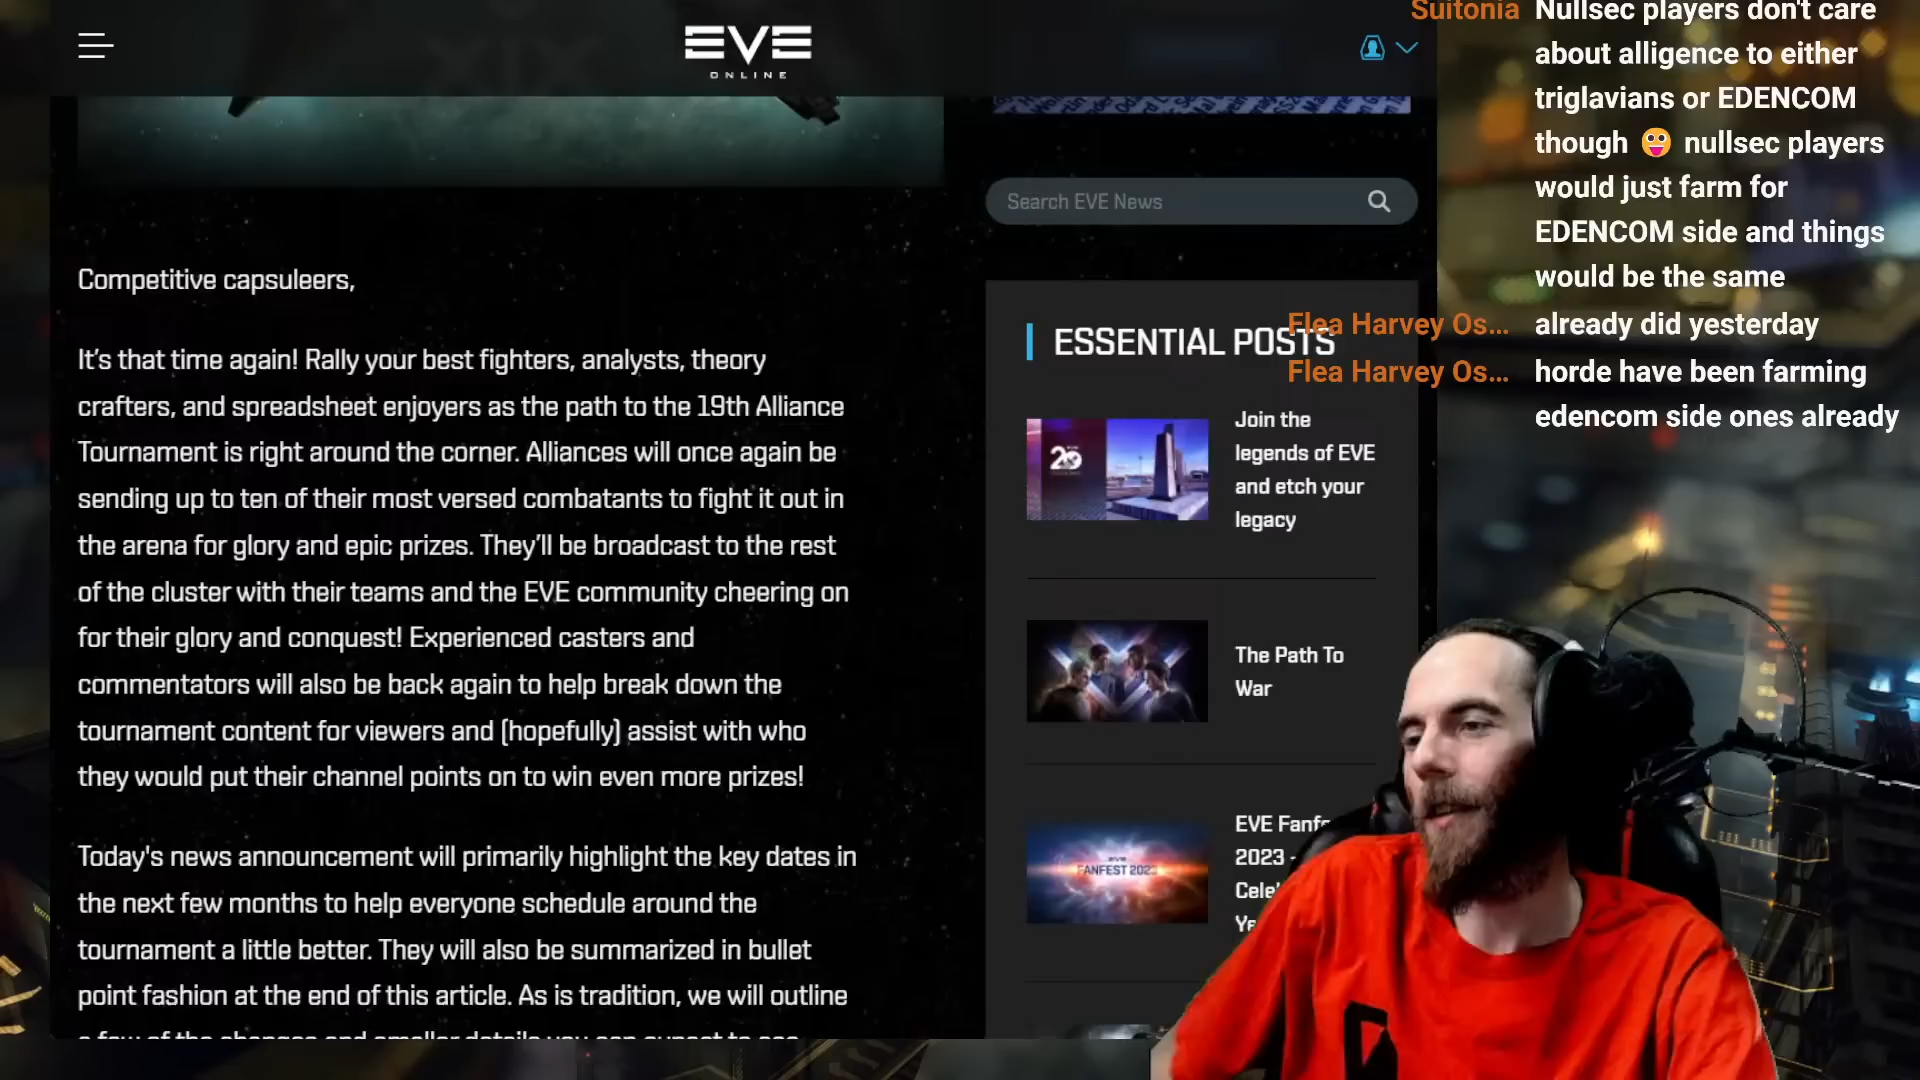 EVE
ONLINE
Search EVE News
Competitive capsuleers,
It's that time again! Rally your best fighters, analysts, theory
crafters, and spreadsheet enjoyers as the path to the 19th Alliance
Tournament is right around the corner. Alliances will once again be
sending up to ten of their most versed combatants to fight it out in
the arena for glory and epic prizes. They'll be broadcast to the rest
of the cluster with their teams and the EVE community cheering on
for their glory and conquest! Experienced casters and
commentators will also be back again to help break down the
tournament content for viewers and (hopefully) assist with who
they would put their channel points on to win even more prizes!
Today's news announcement will primarily highlight the key dates in
the next few months to help everyone schedule around the
tournament a little better. They will also be summarized in bullet
point fashion at the end of this article. As is tradition, we will outline
ESSENTIAL POSTS
20
Join the
legends of EVE
and etch your
legacy
The Path To
War
EVE
FANFEST 2023
EVE Fanfe
2023 -
Cele
Ye
Suitonia Nullsec players don't care
about alligence to either
triglavians or EDENCOM
though 😛 nullsec players
would just farm for
EDENCOM side and things
would be the same
Flea Harvey Os... already did yesterday
Flea Harvey Os... horde have been farming
edencom side ones already